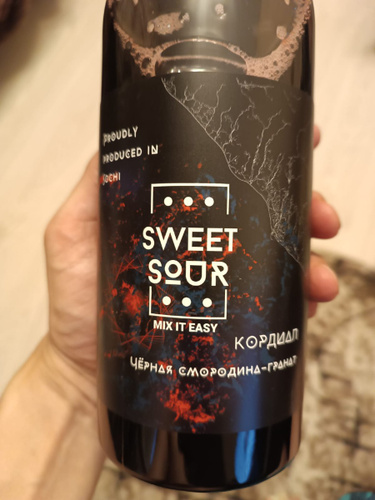 Proudly
produced in
Sochi
SWEET
SOUR
MIX IT EASY
КОРДИАЛ
ЧЁРНАЯ СМОРОДИНА-ГРАНАТ